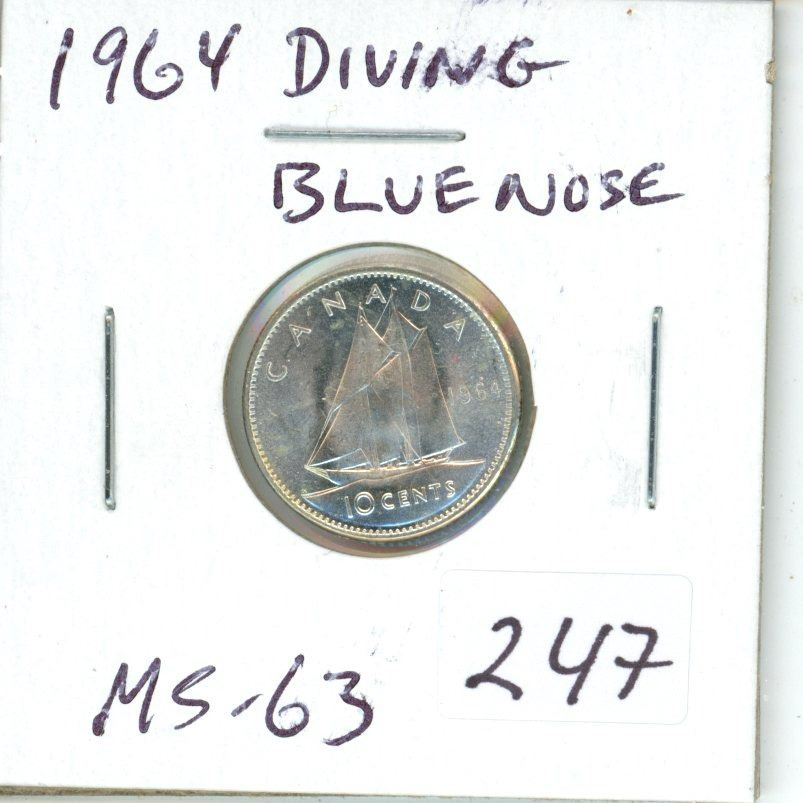 1964 DIVING
BLUENOSE
CANADA
1964
10 CENTS
247
MS-63